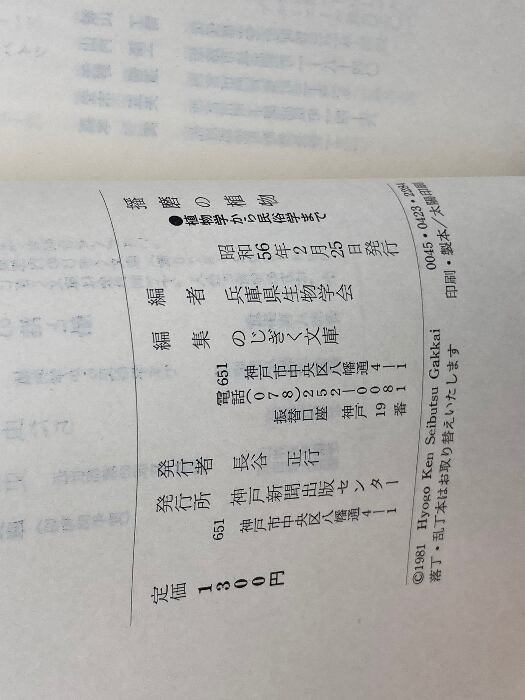 播磨の植物
●植物学から民俗学まで
昭和56年2月25日発行
編者 兵庫県生物学会
編集 のじぎく文庫
651 神戸市中央区八幡通4―1
電話(078)252―0081
振替口座 神戸 19番
発行者 長谷 正行
発行所 神戸新聞出版センター
651 神戸市中央区八幡通4―1
定価 1300円
0045・0423・2284
印刷・製本/太陽印刷
©1981 Hyogo Ken Seibutsu Gakkai
落丁・乱丁本はお取り替えいたします